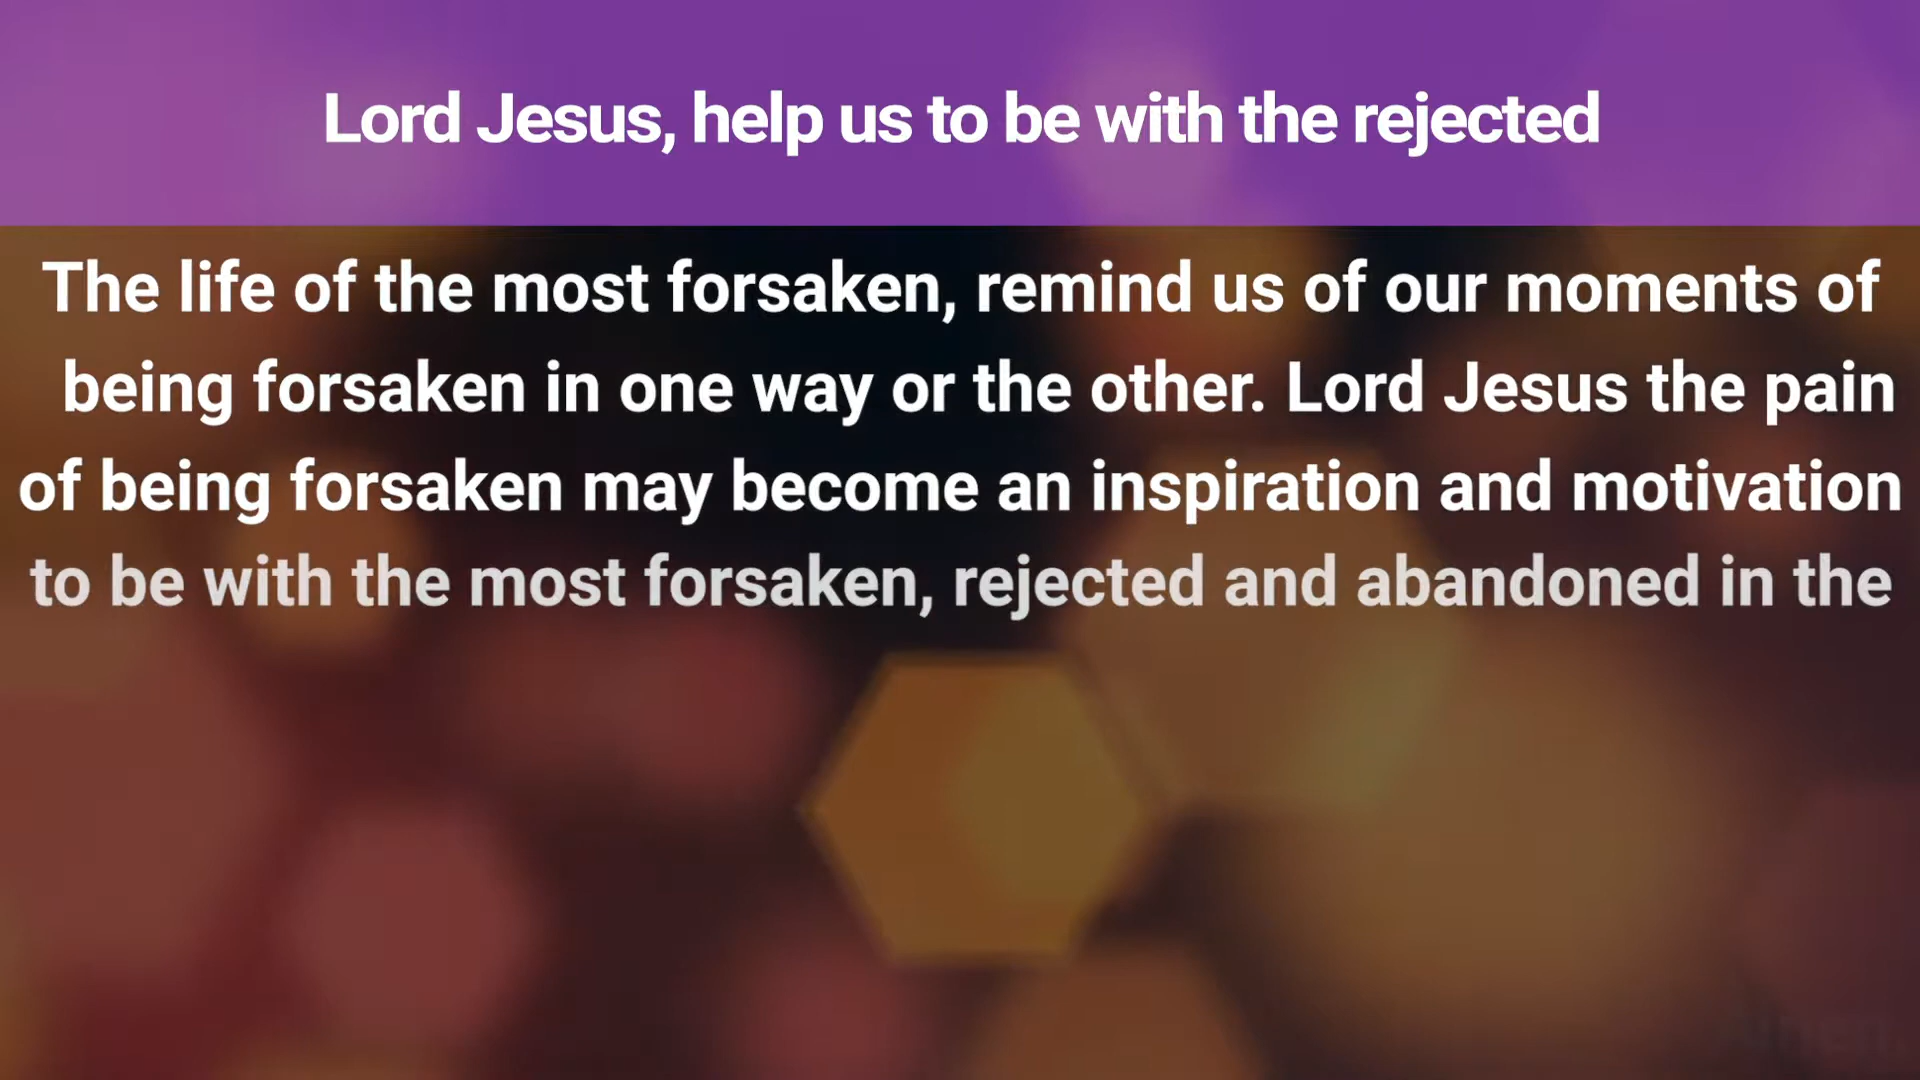 Lord Jesus, help us to be with the rejected
The life of the most forsaken, remind us of our moments of
being forsaken in one way or the other. Lord Jesus the pain
of being forsaken may become an inspiration and motivation
to be with the most forsaken, rejected and abandoned in the